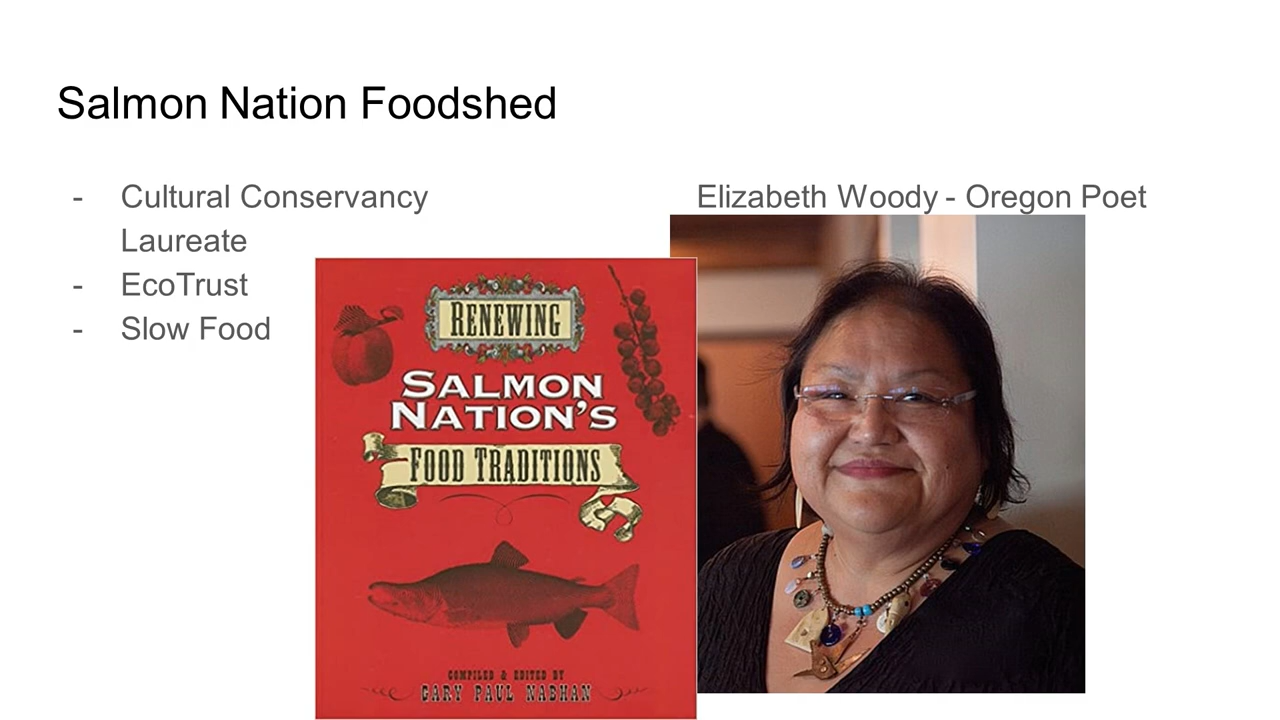 Salmon Nation Foodshed
- Cultural Conservancy Elizabeth Woody - Oregon Poet
Laureate
- EcoTrust
- Slow Food
RENEWING
SALMON
NATION'S
FOOD TRADITIONS
COMPILED & EDITED BY
GARY PAUL NABHAN